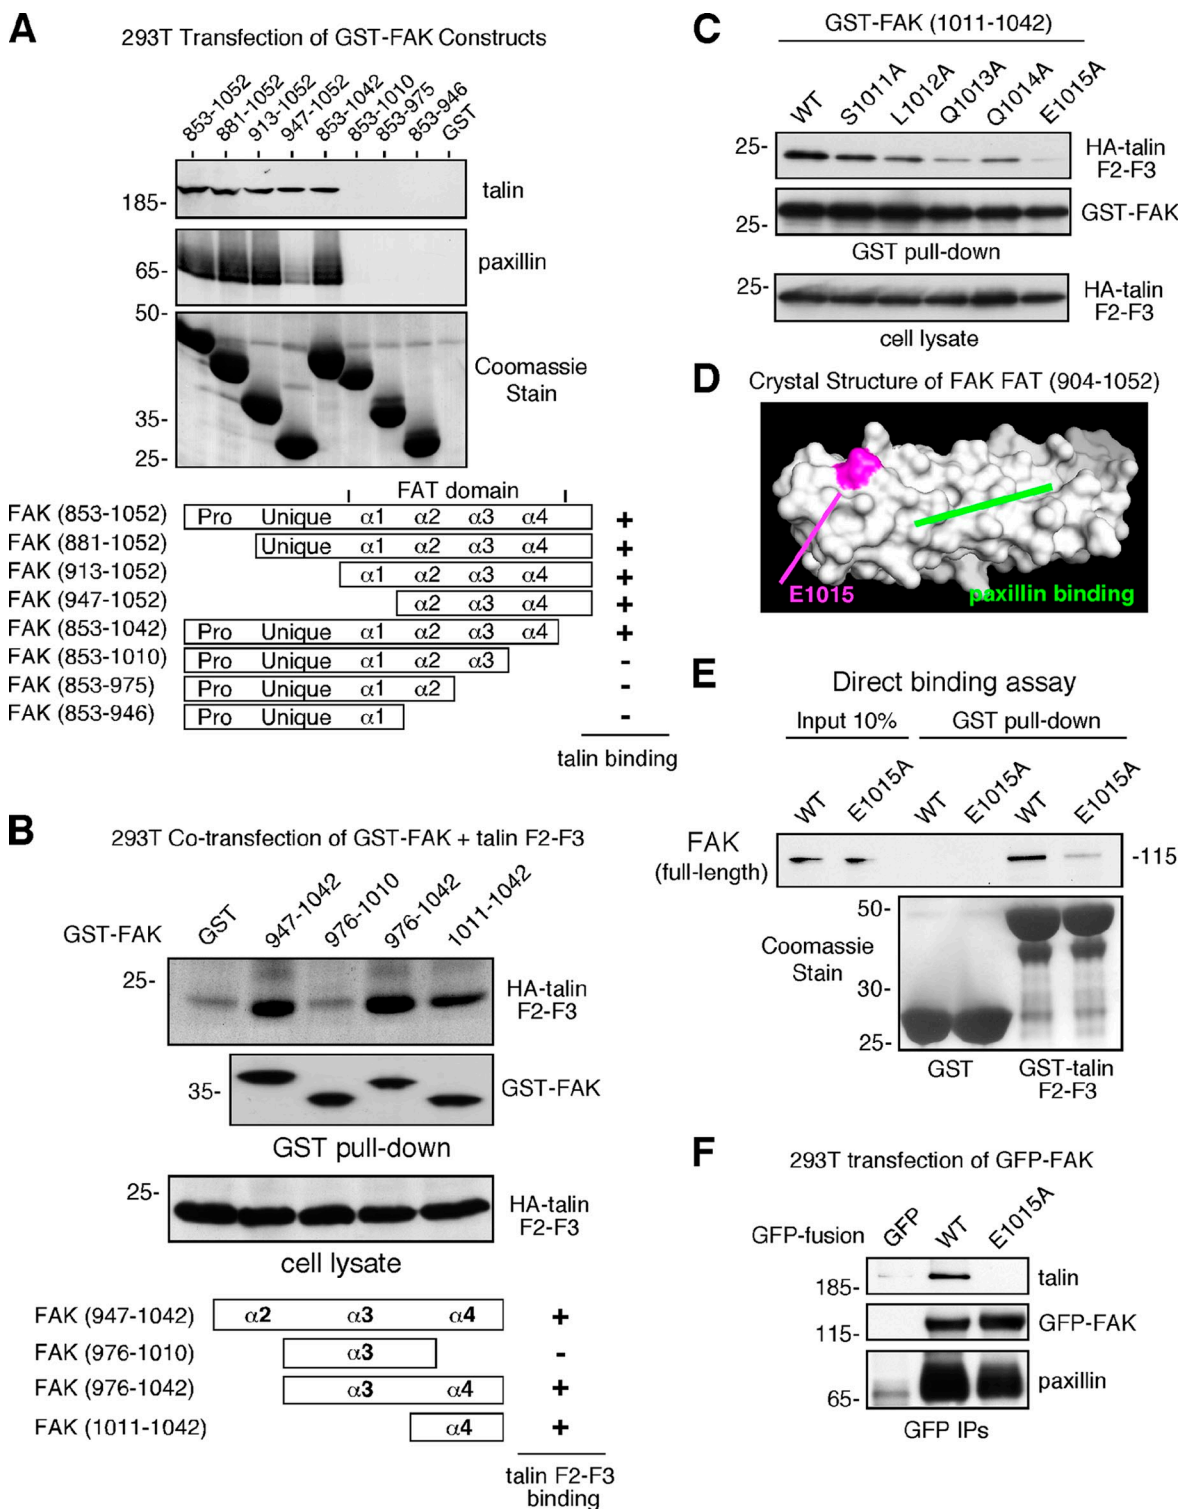 A
293T Transfection of GST-FAK Constructs
853-1052
881-1052
913-1052
947-1052
853-1042
853-1010
853-975
853-946
GST
185-
talin
65-
paxillin
50-
35-
25-
Coomassie
Stain
FAT domain
FAK (853-1052) Pro Unique α1 α2 α3 α4 +
FAK (881-1052) Unique α1 α2 α3 α4 +
FAK (913-1052) α1 α2 α3 α4 +
FAK (947-1052) α2 α3 α4 +
FAK (853-1042) Pro Unique α1 α2 α3 α4 +
FAK (853-1010) Pro Unique α1 α2 α3 -
FAK (853-975) Pro Unique α1 α2 -
FAK (853-946) Pro Unique α1 -
talin binding
B
293T Co-transfection of GST-FAK + talin F2-F3
GST-FAK GST 947-1042 976-1010 976-1042 1011-1042
25-
HA-talin
F2-F3
35-
GST-FAK
GST pull-down
25-
HA-talin
F2-F3
cell lysate
FAK (947-1042) α2 α3 α4 +
FAK (976-1010) α3 -
FAK (976-1042) α3 α4 +
FAK (1011-1042) α4 +
talin F2-F3
binding
C
GST-FAK (1011-1042)
WT S1011A L1012A Q1013A Q1014A E1015A
25-
HA-talin
F2-F3
25-
GST-FAK
GST pull-down
25-
HA-talin
F2-F3
cell lysate
D
Crystal Structure of FAK FAT (904-1052)
E1015
paxillin binding
E
Direct binding assay
Input 10% GST pull-down
WT E1015A WT E1015A WT E1015A
FAK
(full-length)
-115
50-
30-
25-
Coomassie
Stain
GST
GST-talin
F2-F3
F
293T transfection of GFP-FAK
GFP-fusion GFP WT E1015A
185-
talin
115-
GFP-FAK
65-
paxillin
GFP IPs